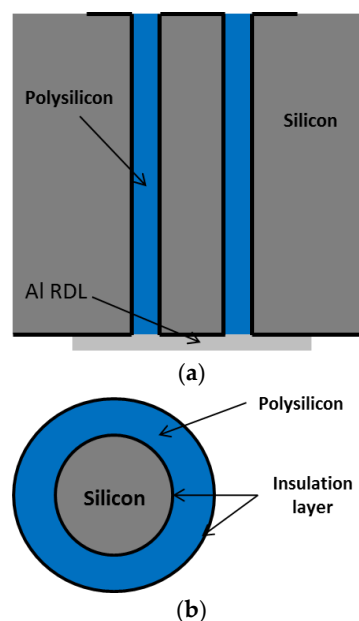 Polysilicon
Silicon
Al RDL
(a)
Polysilicon
Silicon
Insulation
layer
(b)